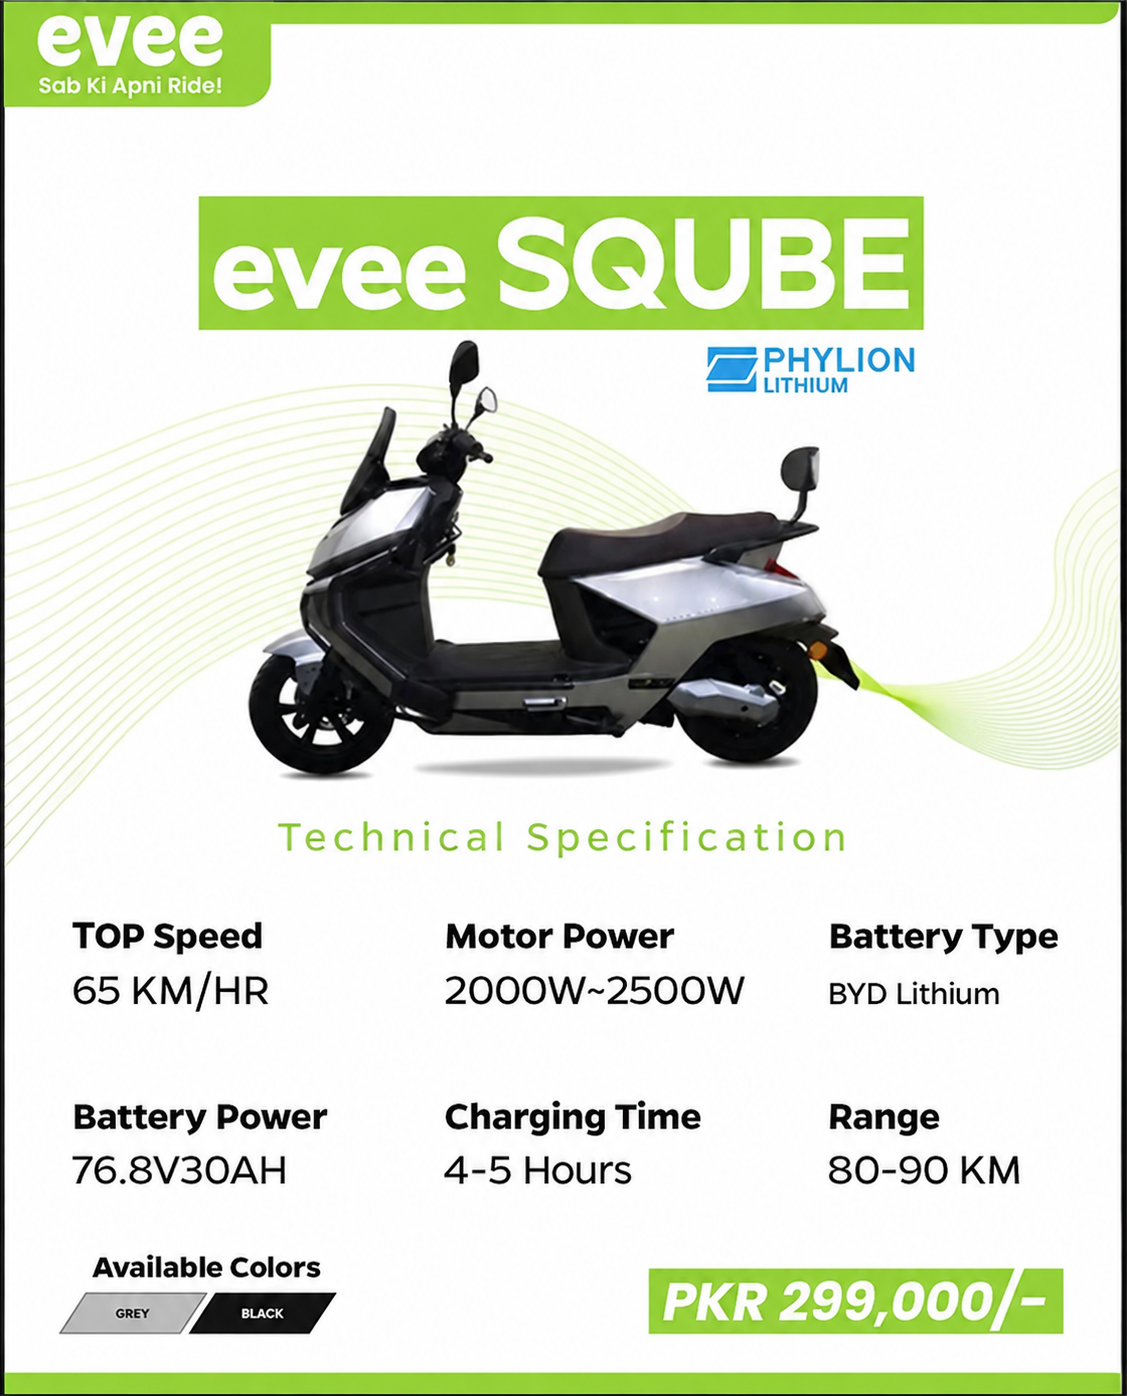 evee
Sab Ki Apni Ride!
evee SQUBE
PHYLION
LITHIUM
Technical Specification
TOP Speed
65 KM/HR
Motor Power
2000W~2500W
Battery Type
BYD Lithium
Battery Power
76.8V30AH
Charging Time
4-5 Hours
Range
80-90 KM
Available Colors
GREY
BLACK
PKR 299,000/-